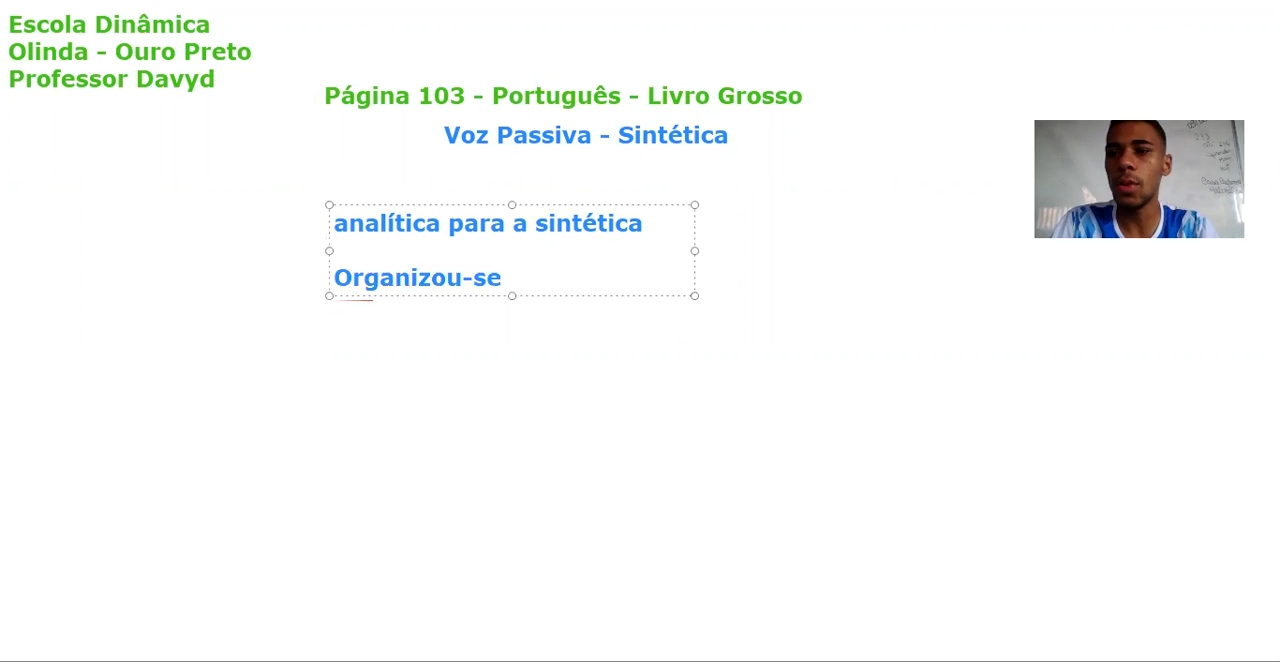 Escola Dinâmica
Olinda - Ouro Preto
Professor Davyd
Página 103 - Português - Livro Grosso
Voz Passiva - Sintética
analítica para a sintética
Organizou-se